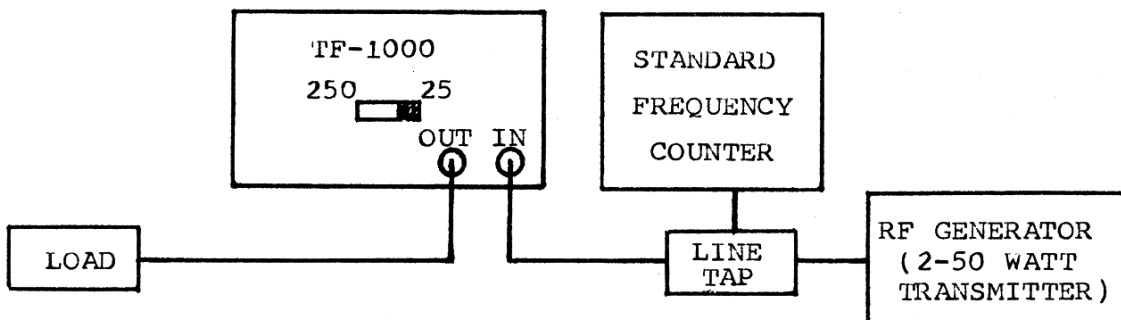 TF-1000
250 25
OUT IN
STANDARD
FREQUENCY
COUNTER
LOAD
LINE
TAP
RF GENERATOR
(2-50 WATT
TRANSMITTER)